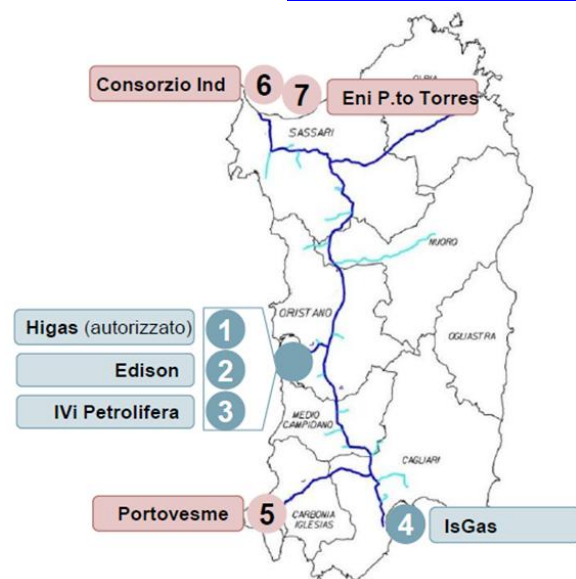 Consorzio Ind
6
7
Eni P.to Torres
SASSARI
NUORO
ORISTANO
OGLIASTRA
Higas (autorizzato)
1
Edison
2
IVi Petrolifera
3
MEDIO
CAMPIDANO
CAGLIARI
Portovesme
5
CARBONIA
IGLESIAS
4
IsGas